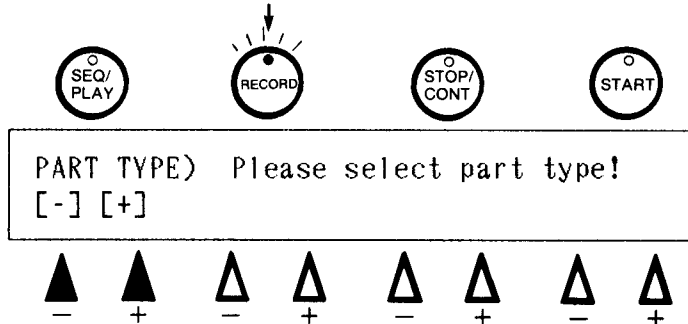 SEQ/
PLAY
RECORD
STOP/
CONT
START
PART TYPE) Please select part type!
[-] [+]
− + − + − + − +